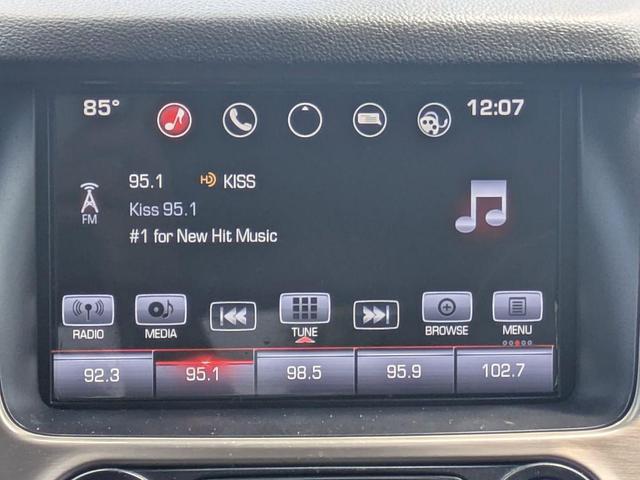 85° 12:07
95.1 HD KISS
Kiss 95.1
FM
#1 for New Hit Music
RADIO MEDIA TUNE BROWSE MENU
92.3 95.1 98.5 95.9 102.7